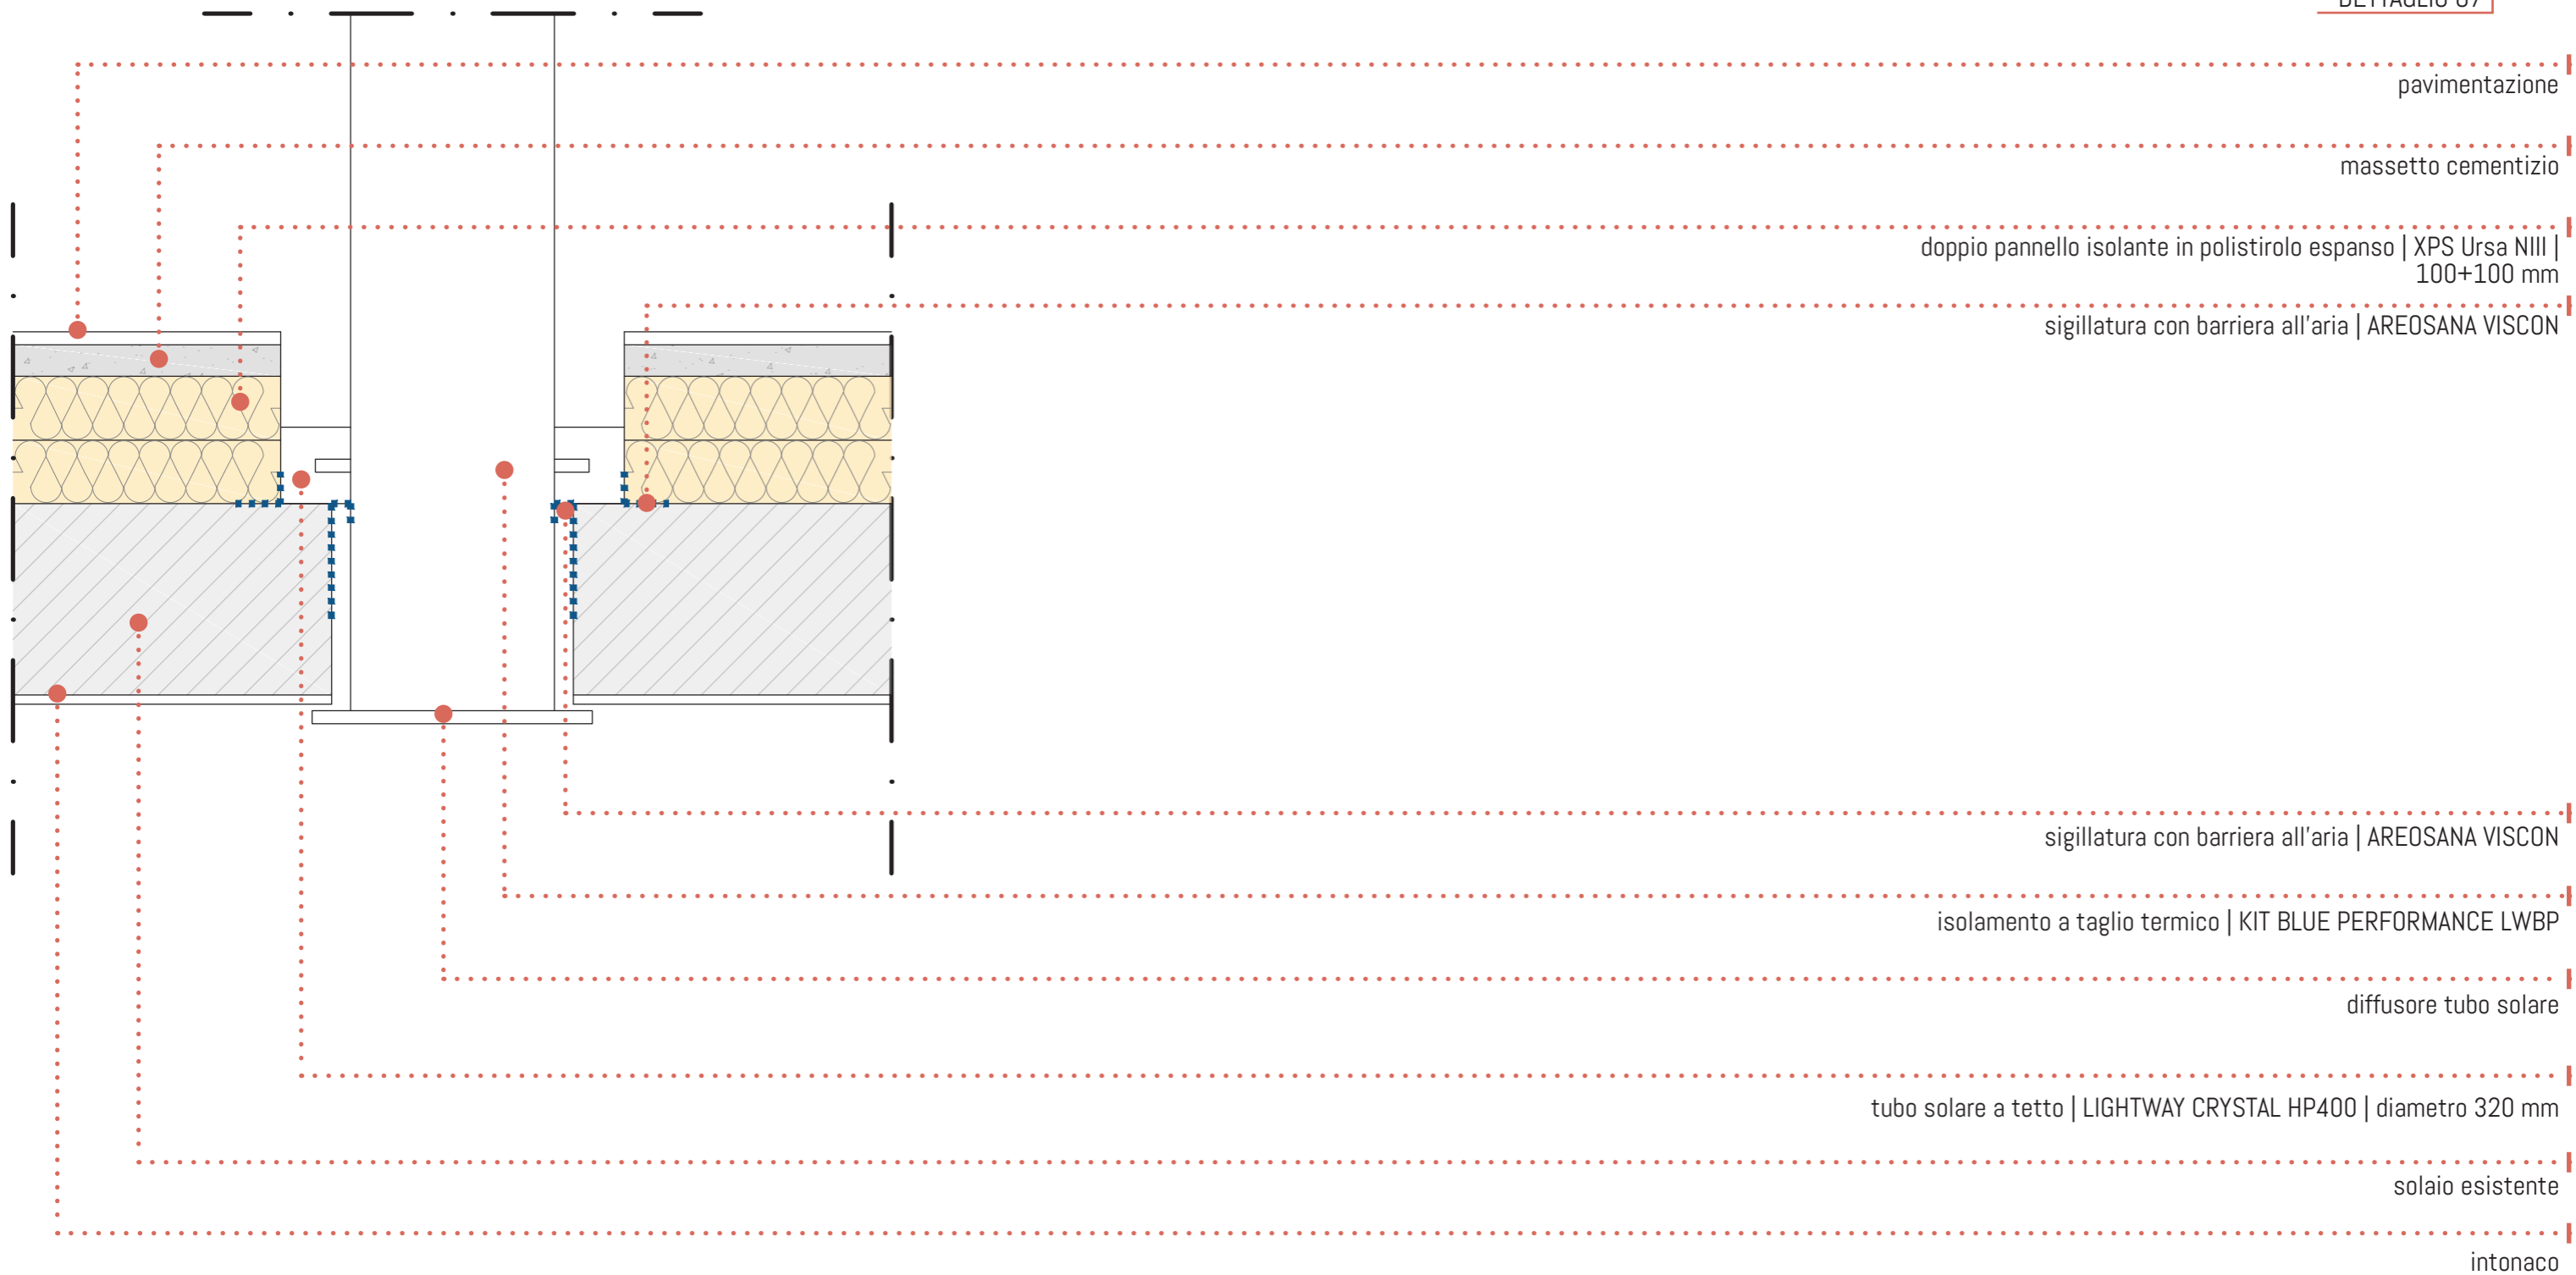 pavimentazione
massetto cementizio
doppio pannello isolante in polistirolo espanso | XPS Ursa NIII |
100+100 mm
sigillatura con barriera all'aria | AREOSANA VISCON
sigillatura con barriera all'aria | AREOSANA VISCON
isolamento a taglio termico | KIT BLUE PERFORMANCE LWBP
diffusore tubo solare
tubo solare a tetto | LIGHTWAY CRYSTAL HP400 | diametro 320 mm
solaio esistente
intonaco